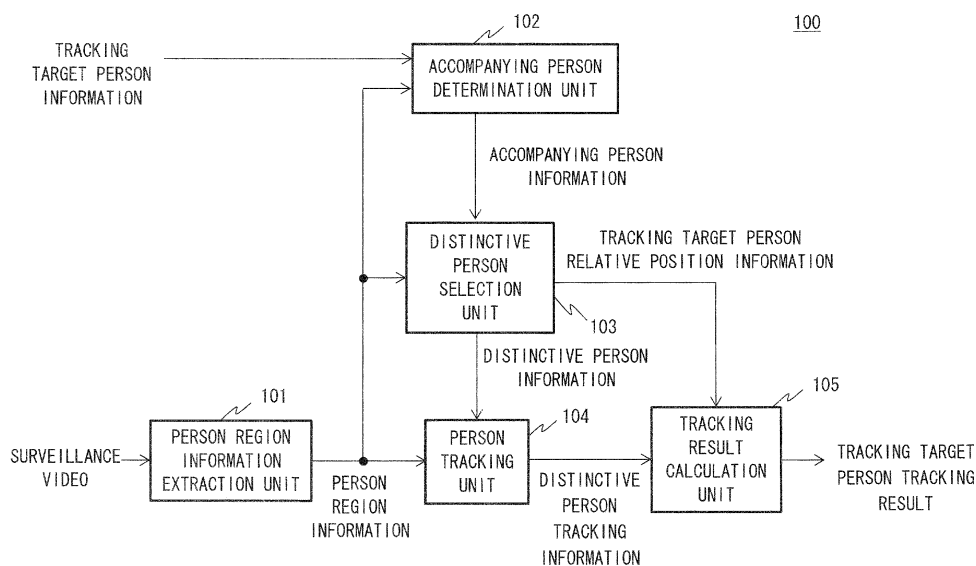 100
102
TRACKING
TARGET PERSON
INFORMATION
ACCOMPANYING PERSON
DETERMINATION UNIT
ACCOMPANYING PERSON
INFORMATION
DISTINCTIVE
PERSON
SELECTION
UNIT
103
TRACKING TARGET PERSON
RELATIVE POSITION INFORMATION
DISTINCTIVE PERSON
INFORMATION
101
104
105
SURVEILLANCE
VIDEO
PERSON REGION
INFORMATION
EXTRACTION UNIT
PERSON
REGION
INFORMATION
PERSON
TRACKING
UNIT
DISTINCTIVE
PERSON
TRACKING
INFORMATION
TRACKING
RESULT
CALCULATION
UNIT
TRACKING TARGET
PERSON TRACKING
RESULT